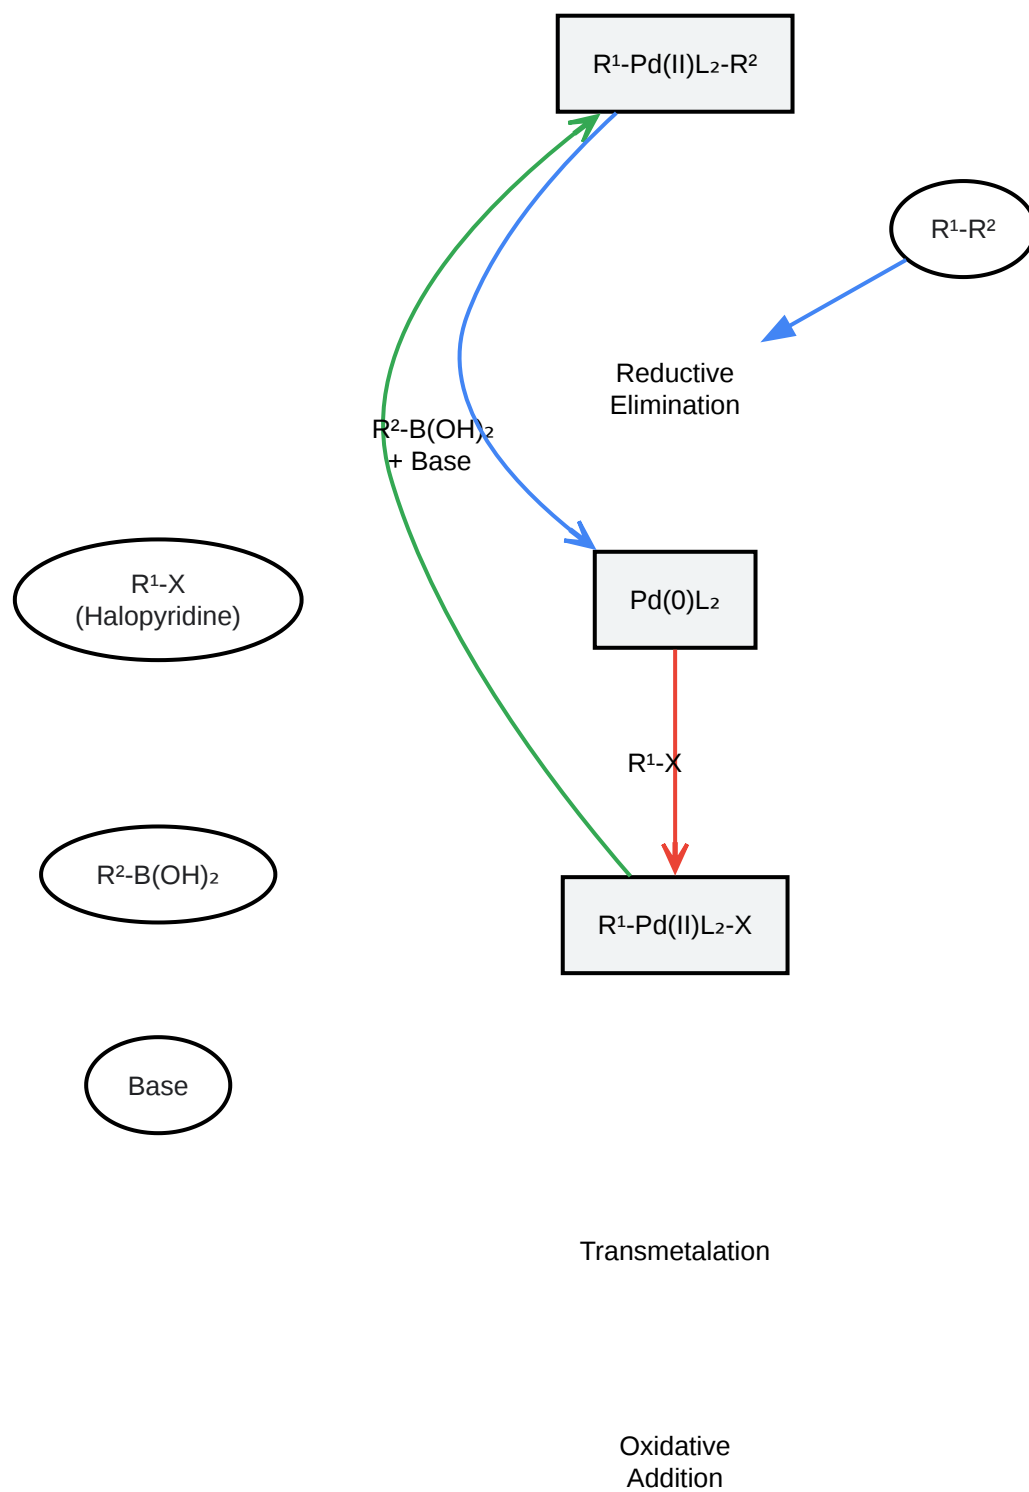 R¹-Pd(II)L₂-R²
R¹-R²
Reductive
Elimination
R²-B(OH)₂
+ Base
R¹-X
(Halopyridine)
Pd(0)L₂
R¹-X
R²-B(OH)₂
R¹-Pd(II)L₂-X
Base
Transmetalation
Oxidative
Addition